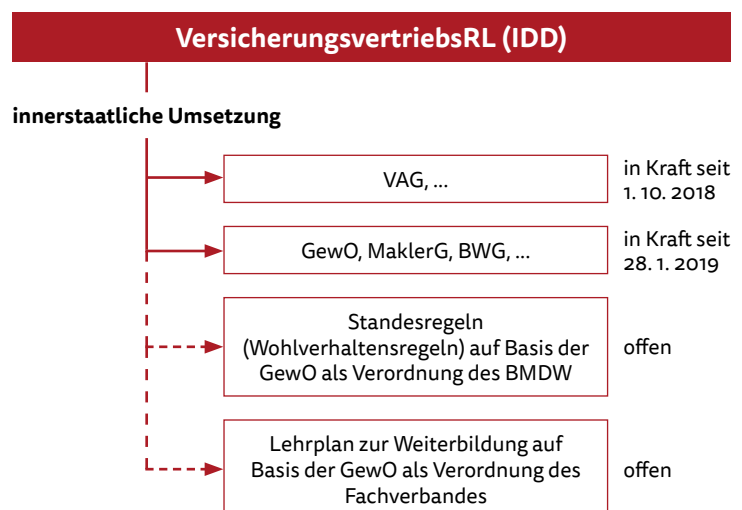 VersicherungsvertriebsRL (IDD)
innerstaatliche Umsetzung
VAG, ...
in Kraft seit
1. 10. 2018
GewO, MaklerG, BWG, ...
in Kraft seit
28. 1. 2019
Standesregeln
(Wohlverhaltensregeln) auf Basis der
GewO als Verordnung des BMDW
offen
Lehrplan zur Weiterbildung auf
Basis der GewO als Verordnung des
Fachverbandes
offen